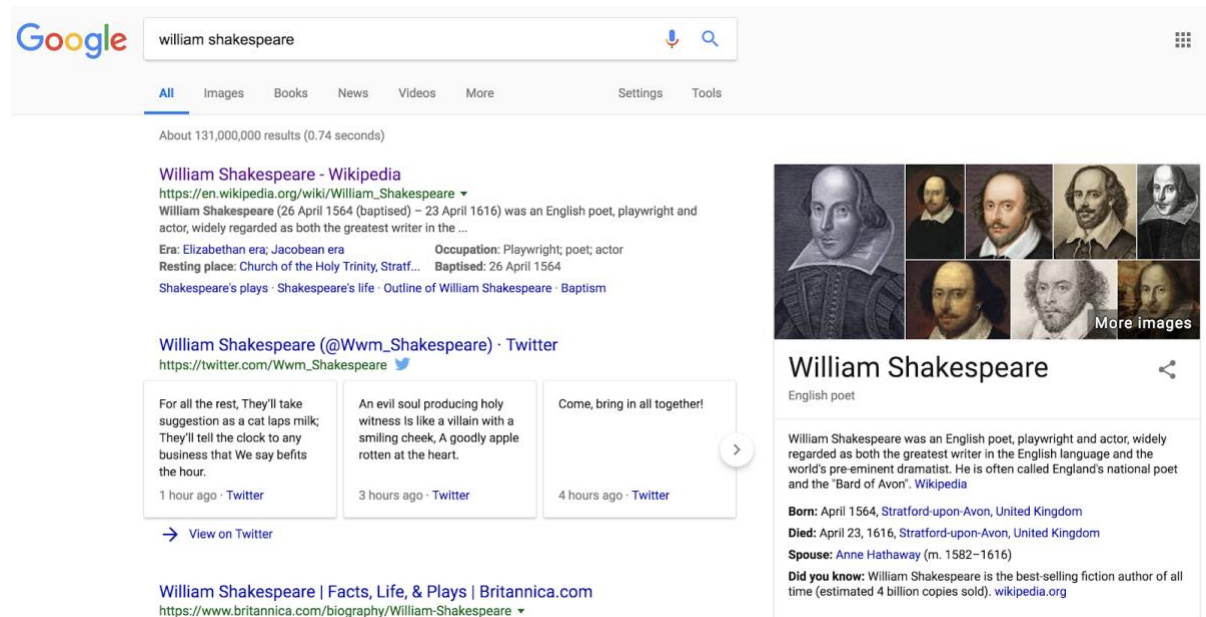 Google
william shakespeare
All Images Books News Videos More Settings Tools
About 131,000,000 results (0.74 seconds)
William Shakespeare - Wikipedia
https://en.wikipedia.org/wiki/William_Shakespeare
William Shakespeare (26 April 1564 (baptised) – 23 April 1616) was an English poet, playwright and
actor, widely regarded as both the greatest writer in the ...
Era: Elizabethan era; Jacobean era Occupation: Playwright; poet; actor
Resting place: Church of the Holy Trinity, Stratf... Baptised: 26 April 1564
Shakespeare's plays · Shakespeare's life · Outline of William Shakespeare · Baptism
William Shakespeare (@Wwm_Shakespeare) · Twitter
https://twitter.com/Wwm_Shakespeare
For all the rest, They'll take
suggestion as a cat laps milk;
They'll tell the clock to any
business that We say befits
the hour.
1 hour ago · Twitter
An evil soul producing holy
witness Is like a villain with a
smiling cheek, A goodly apple
rotten at the heart.
3 hours ago · Twitter
Come, bring in all together!
4 hours ago · Twitter
View on Twitter
William Shakespeare | Facts, Life, & Plays | Britannica.com
https://www.britannica.com/biography/William-Shakespeare
More images
William Shakespeare
English poet
William Shakespeare was an English poet, playwright and actor, widely
regarded as both the greatest writer in the English language and the
world's pre-eminent dramatist. He is often called England's national poet
and the "Bard of Avon". Wikipedia
Born: April 1564, Stratford-upon-Avon, United Kingdom
Died: April 23, 1616, Stratford-upon-Avon, United Kingdom
Spouse: Anne Hathaway (m. 1582–1616)
Did you know: William Shakespeare is the best-selling fiction author of all
time (estimated 4 billion copies sold). wikipedia.org